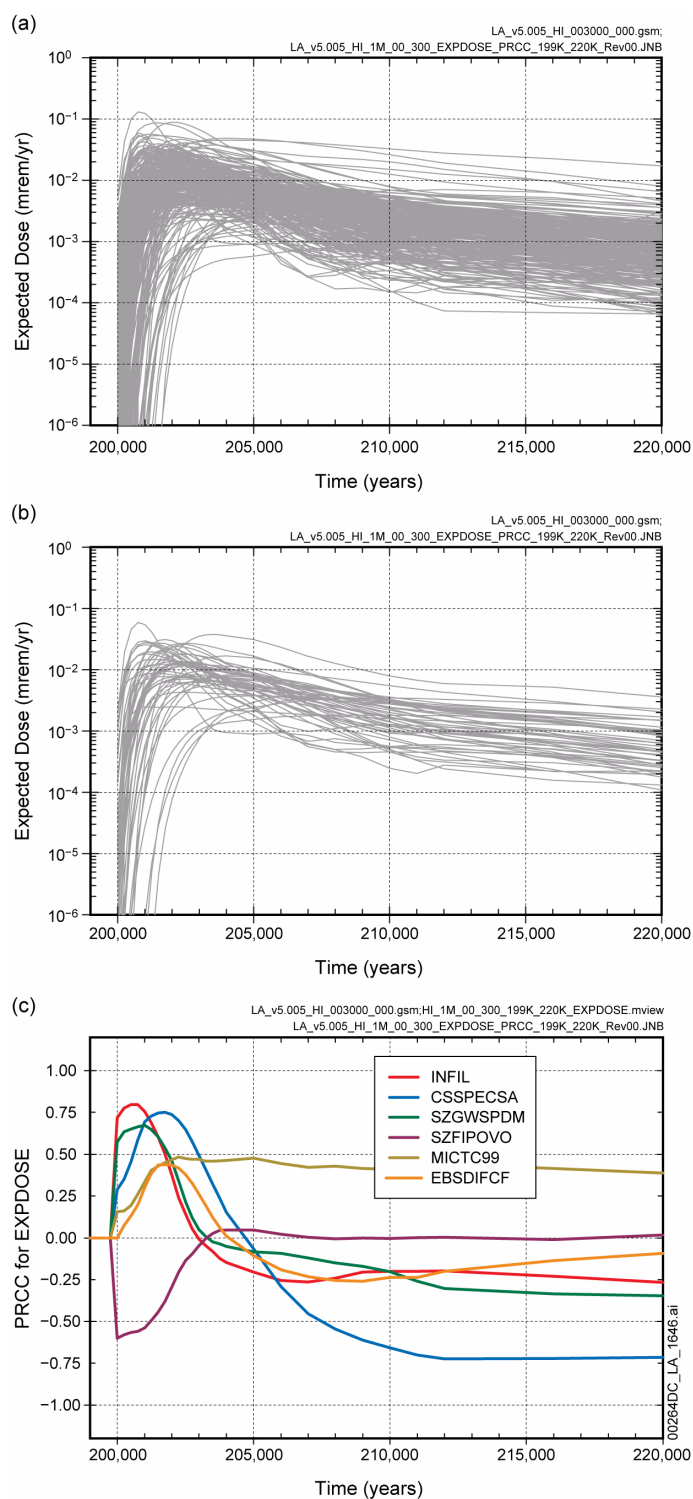 (a)
LA_v5.005_HI_003000_000.gsm;
LA_v5.005_HI_1M_00_300_EXPDOSE_PRCC_199K_220K_Rev00.JNB
Expected Dose (mrem/yr)
10⁰
10⁻¹
10⁻²
10⁻³
10⁻⁴
10⁻⁵
10⁻⁶
200,000 205,000 210,000 215,000 220,000
Time (years)
(b)
LA_v5.005_HI_003000_000.gsm;
LA_v5.005_HI_1M_00_300_EXPDOSE_PRCC_199K_220K_Rev00.JNB
Expected Dose (mrem/yr)
10⁰
10⁻¹
10⁻²
10⁻³
10⁻⁴
10⁻⁵
10⁻⁶
200,000 205,000 210,000 215,000 220,000
Time (years)
(c)
LA_v5.005_HI_003000_000.gsm;HI_1M_00_300_199K_220K_EXPDOSE.mview
LA_v5.005_HI_1M_00_300_EXPDOSE_PRCC_199K_220K_Rev00.JNB
PRCC for EXPDOSE
1.00
0.75
0.50
0.25
0.00
−0.25
−0.50
−0.75
−1.00
INFIL
CSSPECSA
SZGWSPDM
SZFIPOVO
MICTC99
EBSDIFCF
200,000 205,000 210,000 215,000 220,000
Time (years)
00264DC_LA_1646.ai